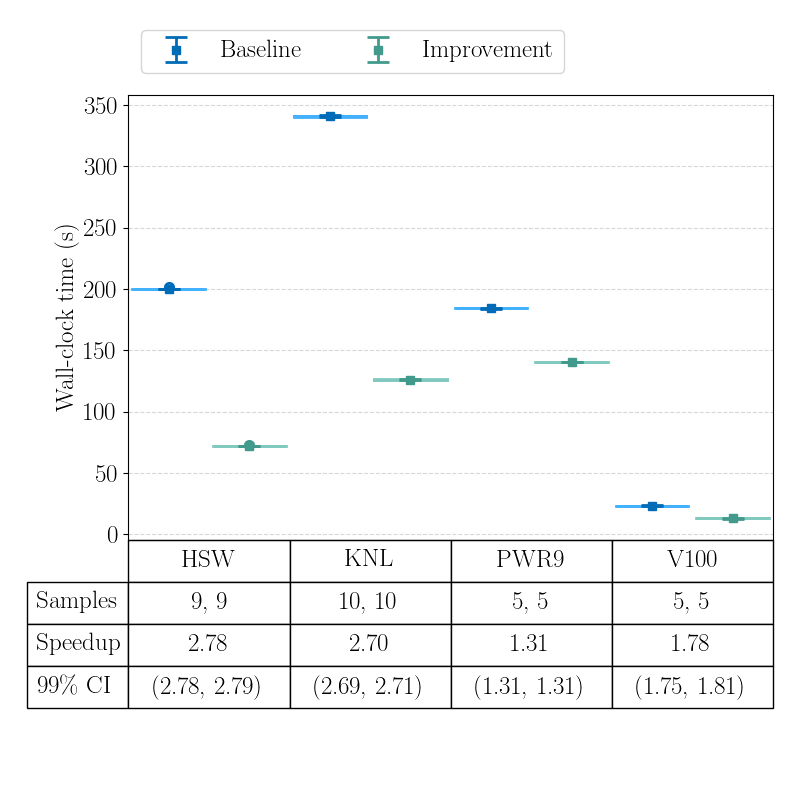 Baseline Improvement
350
300
250
200
150
100
50
0
Wall-clock time (s)
HSW KNL PWR9 V100
Samples 9, 9 10, 10 5, 5 5, 5
Speedup 2.78 2.70 1.31 1.78
99% CI (2.78, 2.79) (2.69, 2.71) (1.31, 1.31) (1.75, 1.81)